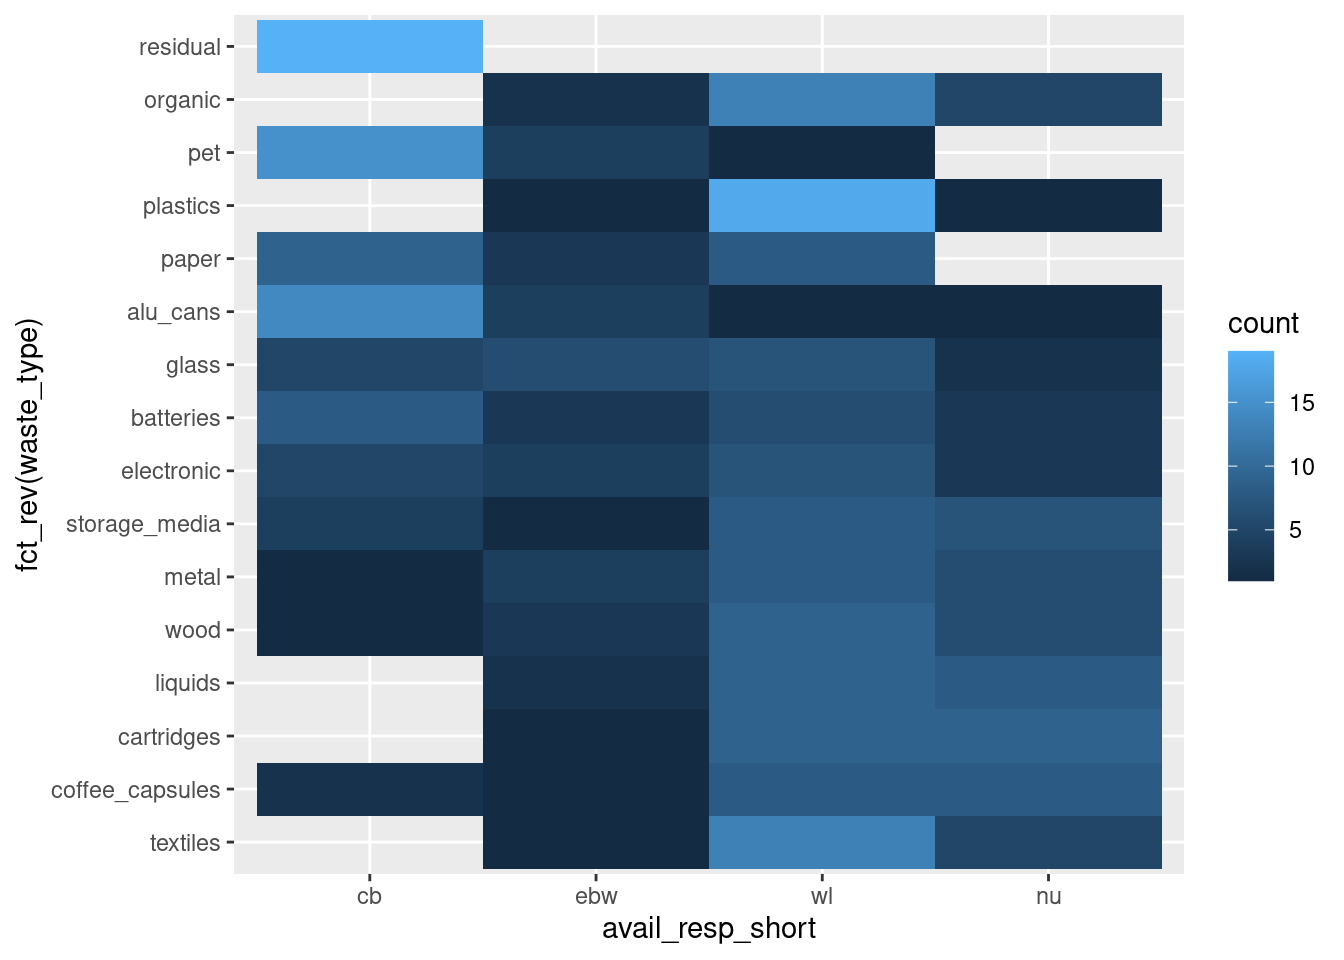 residual
organic
pet
plastics
paper
alu_cans
glass
batteries
electronic
storage_media
metal
wood
liquids
cartridges
coffee_capsules
textiles
fct_rev(waste_type)
cb ebw wl nu
avail_resp_short
count
15
10
5